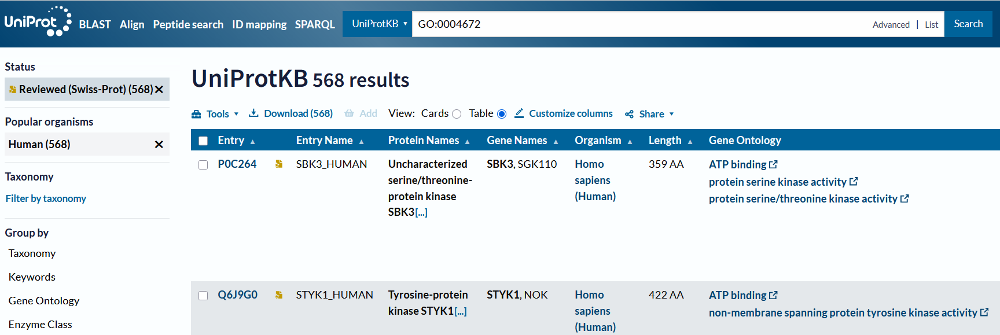 UniProt BLAST Align Peptide search ID mapping SPARQL UniProtKB GO:0004672 Advanced | List Search
Status
Reviewed (Swiss-Prot) (568)
Popular organisms
Human (568)
Taxonomy
Filter by taxonomy
Group by
Taxonomy
Keywords
Gene Ontology
Enzyme Class
UniProtKB 568 results
Tools Download (568) Add View: Cards Table Customize columns Share
Entry Entry Name Protein Names Gene Names Organism Length Gene Ontology
P0C264 SBK3_HUMAN Uncharacterized SBK3, SGK110 Homo 359 AA ATP binding
serine/threonine- sapiens protein serine kinase activity
protein kinase (Human) protein serine/threonine kinase activity
SBK3[...]
Q6J9G0 STYK1_HUMAN Tyrosine-protein STYK1, NOK Homo 422 AA ATP binding
kinase STYK1[...] sapiens non-membrane spanning protein tyrosine kinase activity
(Human)